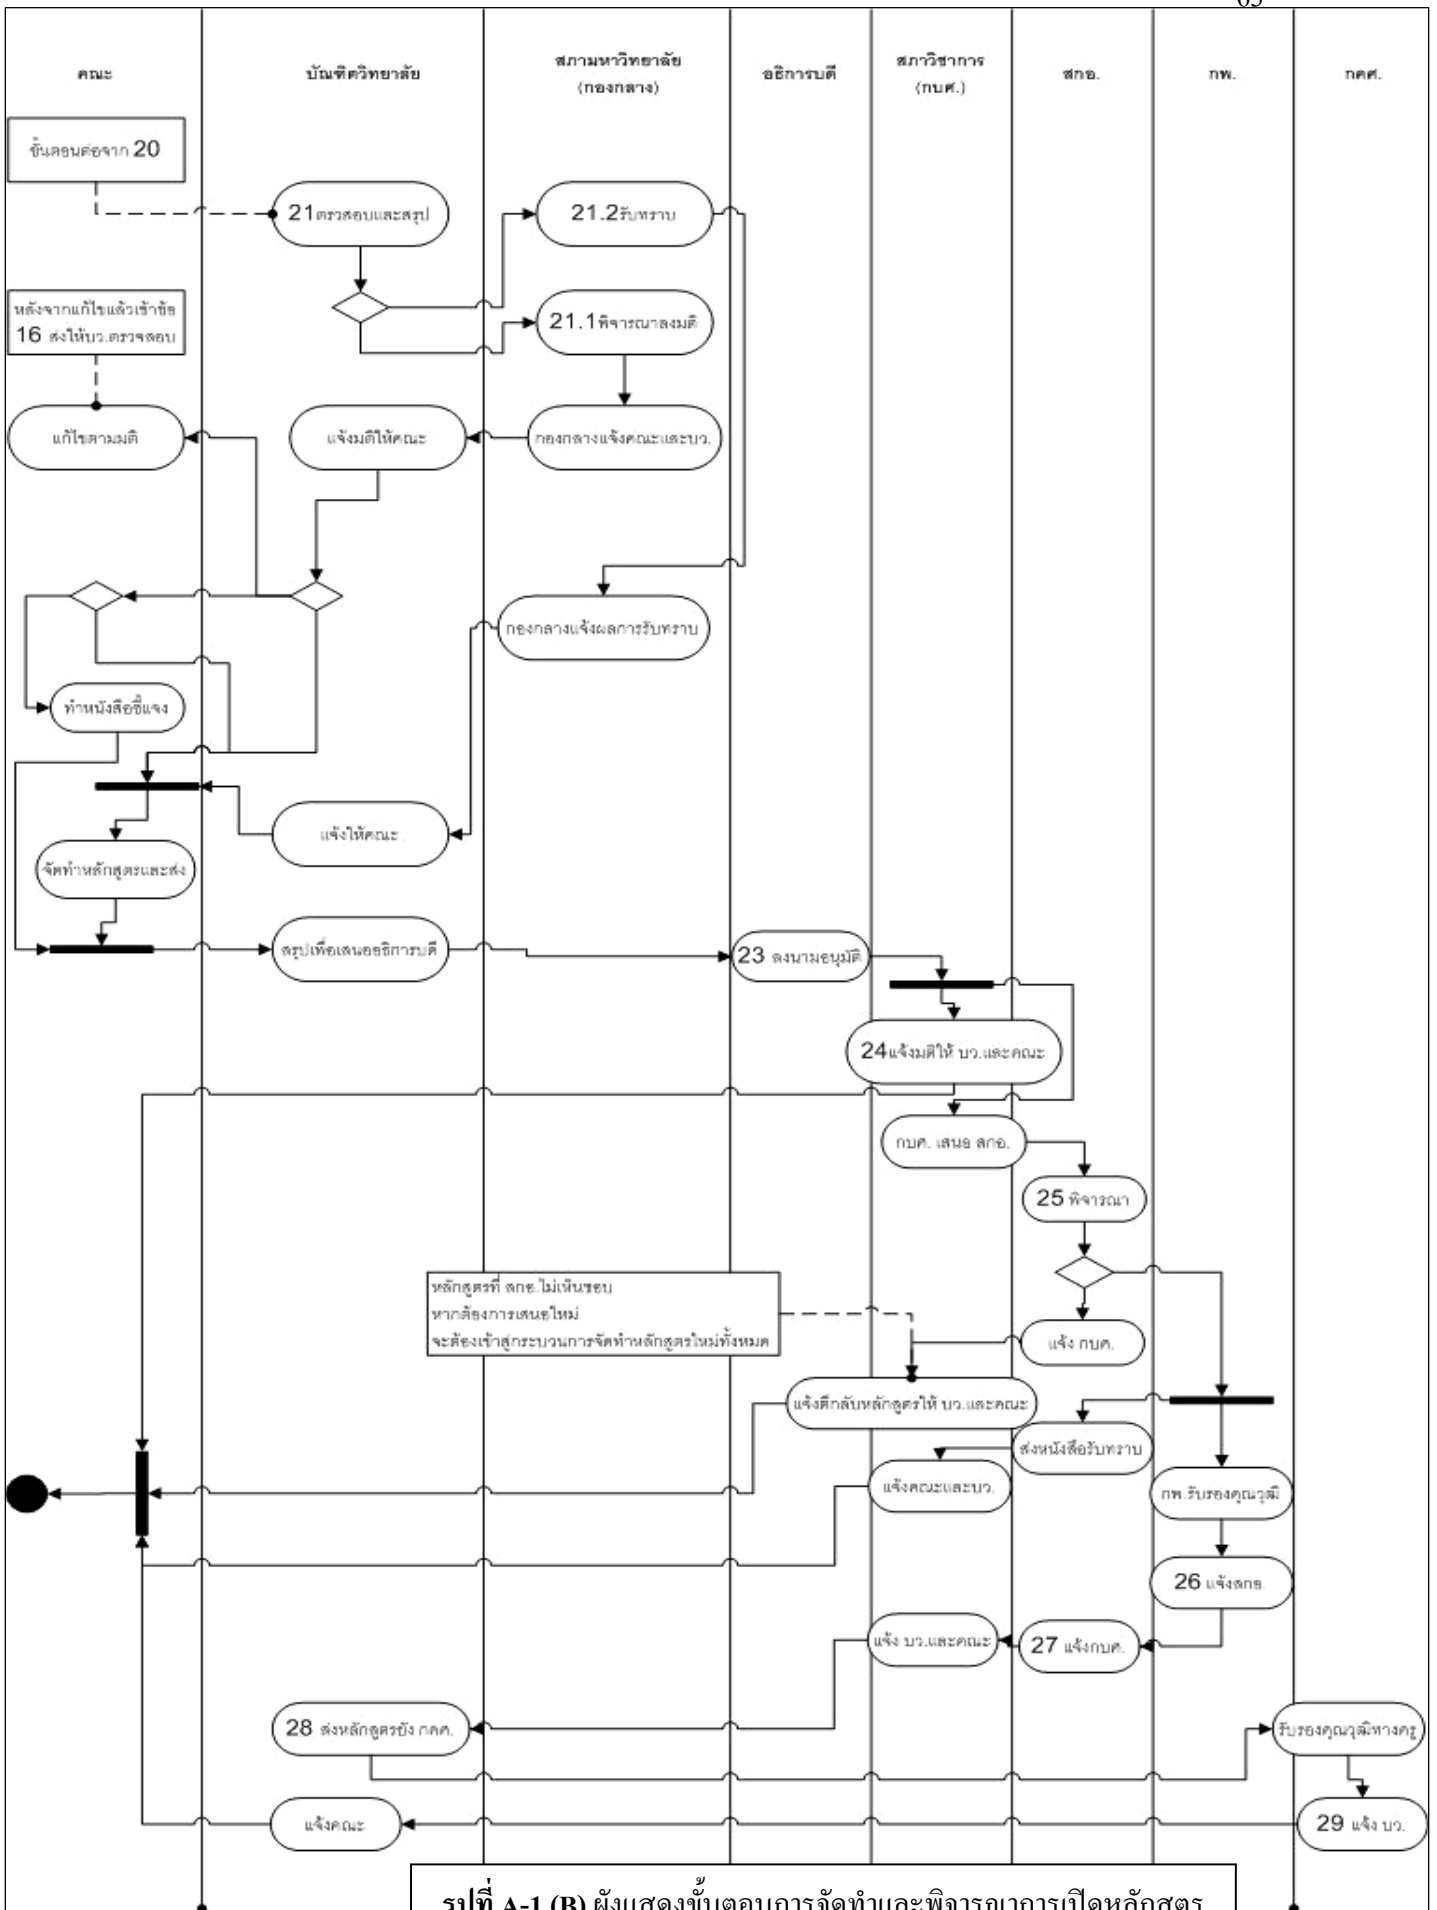 คณะ
บัณฑิตวิทยาลัย
สภามหาวิทยาลัย
(กองกลาง)
อธิการบดี
สภาวิชาการ
(กบศ.)
สกอ.
กพ.
กคศ.
ขั้นตอนต่อจาก 20
21 ตรวสอบและสรุป
21.2 รับทราบ
หลังจากแก้ไขแล้วเข้าข้อ
16 ส่งให้บว.ตรวจสอบ
21.1 พิจารณาลงมติ
แก้ไขตามมติ
แจ้งมติให้คณะ
กองกลางแจ้งคณะและบว.
กองกลางแจ้งผลการรับทราบ
ทำหนังสือชี้แจง
แจ้งให้คณะ
จัดทำหลักสูตรและส่ง
สรุปเพื่อเสนออธิการบดี
23 ลงนามอนุมัติ
24 แจ้งมติให้ บว.และคณะ
กบศ. เสนอ สกอ.
25 พิจารณา
หลักสูตรที่ สกอ.ไม่เห็นชอบ
หากต้องการเสนอใหม่
จะต้องเข้าสู่กระบวนการจัดทำหลักสูตรใหม่ทั้งหมด
แจ้ง กบศ.
แจ้งตีกลับหลักสูตรให้ บว.และคณะ
ส่งหนังสือรับทราบ
แจ้งคณะและบว.
กพ.รับรองคุณวุฒิ
26 แจ้งสกอ.
แจ้ง บว.และคณะ
27 แจ้งกบศ.
28 ส่งหลักสูตรยัง กคศ.
รับรองคุณวุฒิทางครู
แจ้งคณะ
29 แจ้ง บว.
รูปที่ A-1 (B) ผังแสดงขั้นตอนการจัดทำและพิจารณาการเปิดหลักสูตร